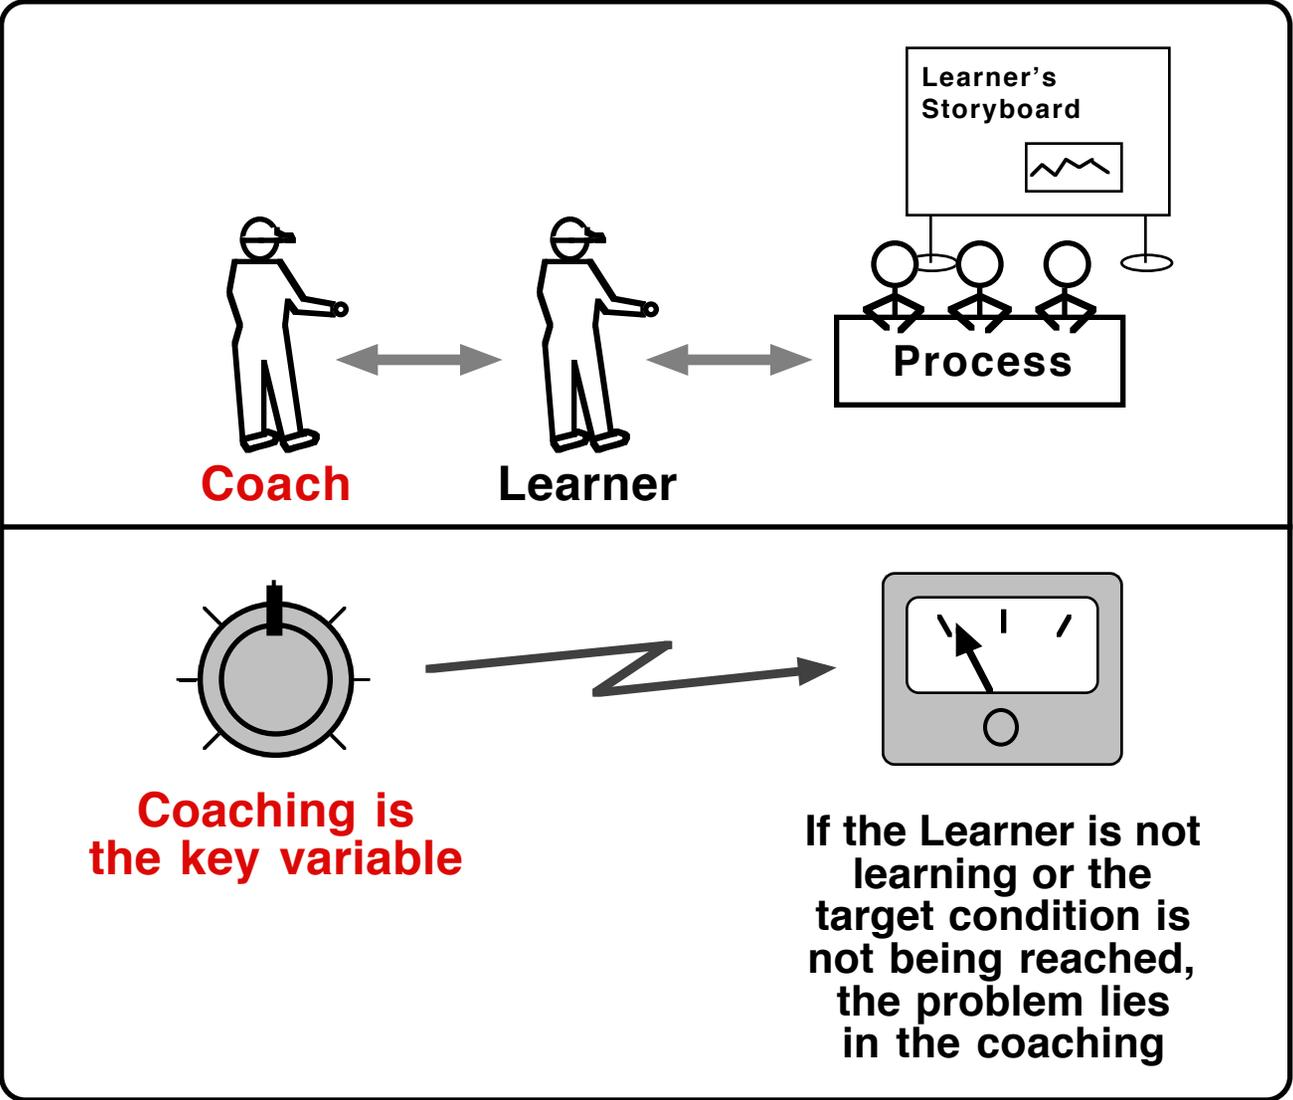 Learner's
Storyboard
Process
Coach
Learner
Coaching is
the key variable
If the Learner is not
learning or the
target condition is
not being reached,
the problem lies
in the coaching